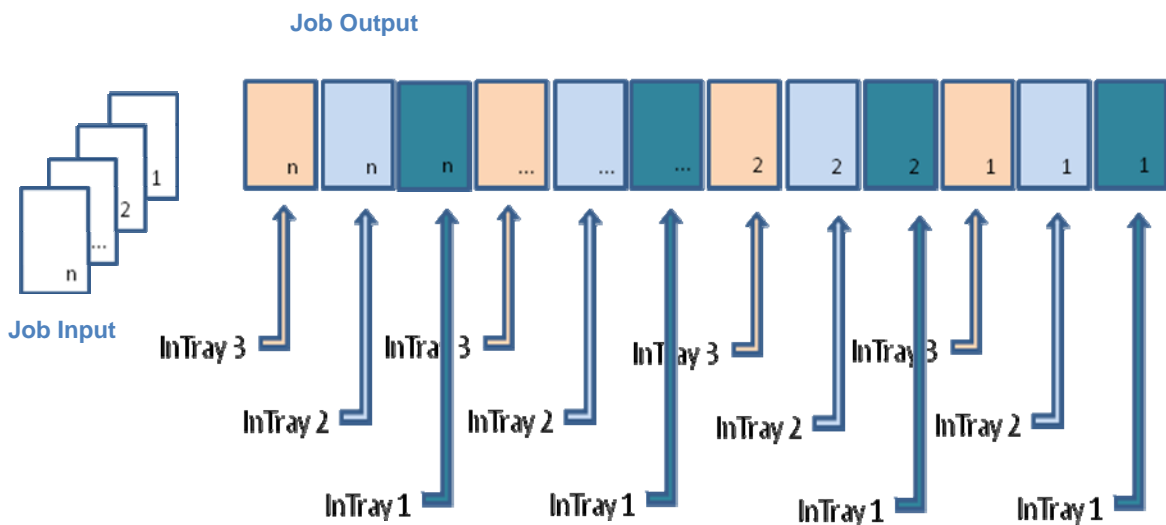 Job Output
n n n ... ... ... 2 2 2 1 1 1
1
2
...
n
Job Input
InTray 3 InTray 3 InTray 3 InTray 3
InTray 2 InTray 2 InTray 2 InTray 2
InTray 1 InTray 1 InTray 1 InTray 1